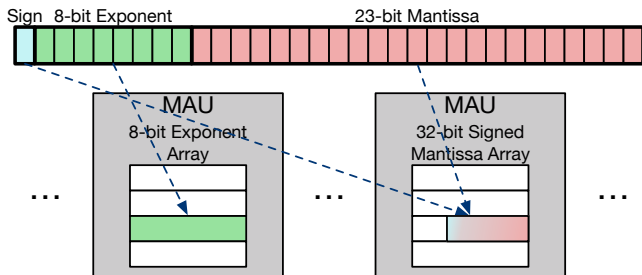 Sign 8-bit Exponent 23-bit Mantissa
MAU MAU
8-bit Exponent 32-bit Signed
Array Mantissa Array
... ... ...